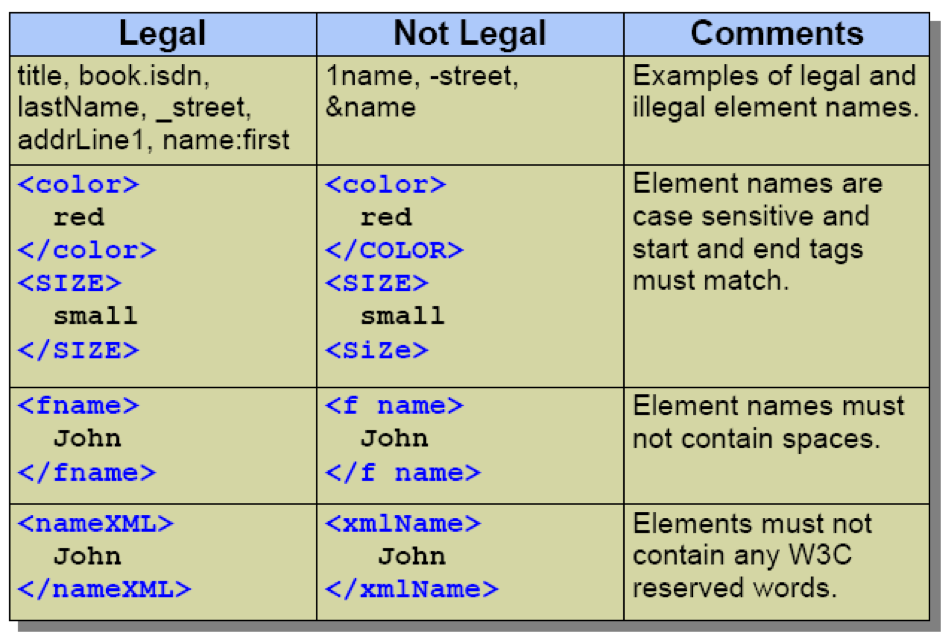 Legal Not Legal Comments
title, book.isdn,
lastName, _street,
addrLine1, name:first
1name, -street,
&name
Examples of legal and
illegal element names.
<color>
red
</color>
<SIZE>
small
</SIZE>
<color>
red
</COLOR>
<SIZE>
small
<SiZe>
Element names are
case sensitive and
start and end tags
must match.
<fname>
John
</fname>
<f name>
John
</f name>
Element names must
not contain spaces.
<nameXML>
John
</nameXML>
<xmlName>
John
</xmlName>
Elements must not
contain any W3C
reserved words.